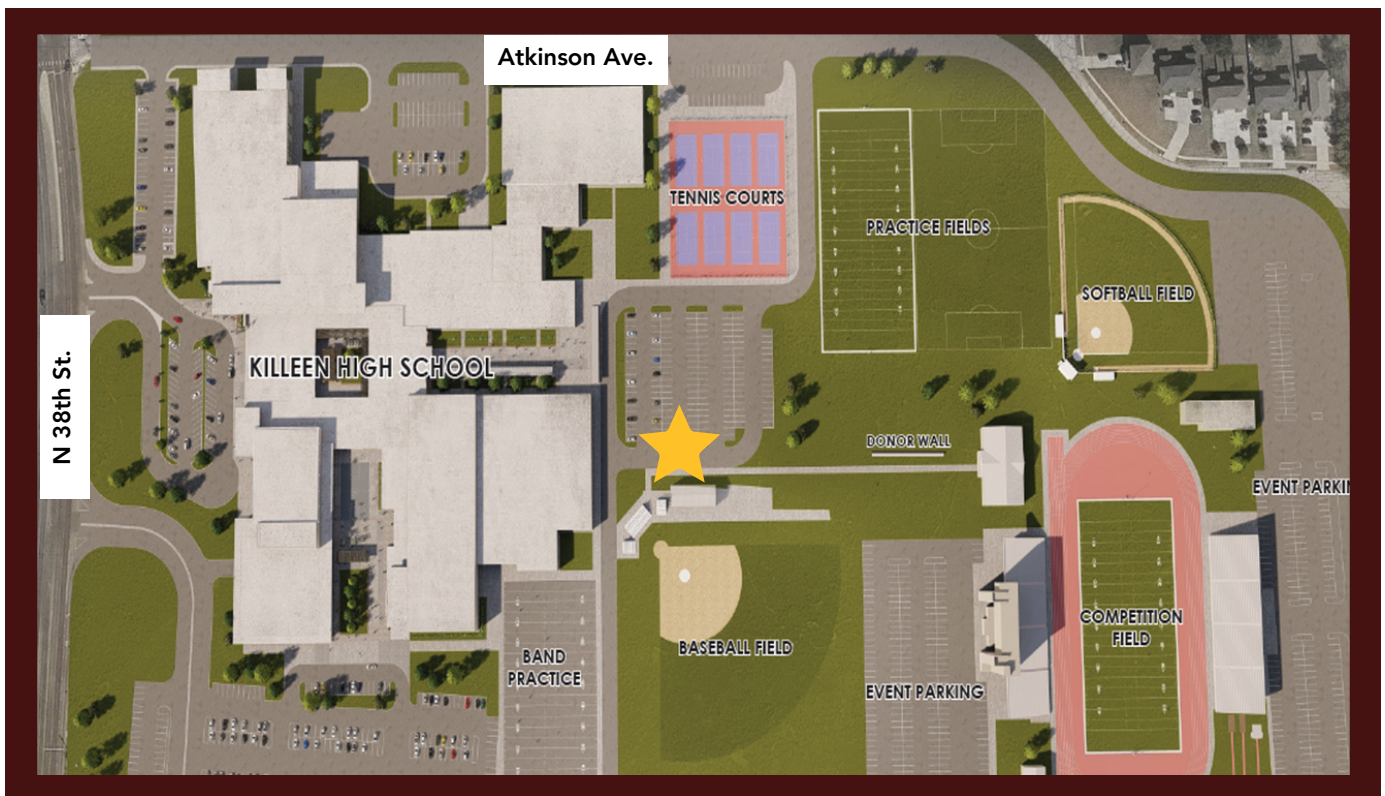 Atkinson Ave.
TENNIS COURTS
PRACTICE FIELDS
SOFTBALL FIELD
N 38th St.
KILLEEN HIGH SCHOOL
DONOR WALL
EVENT PARKIN
COMPETITION
FIELD
BASEBALL FIELD
BAND
PRACTICE
EVENT PARKING